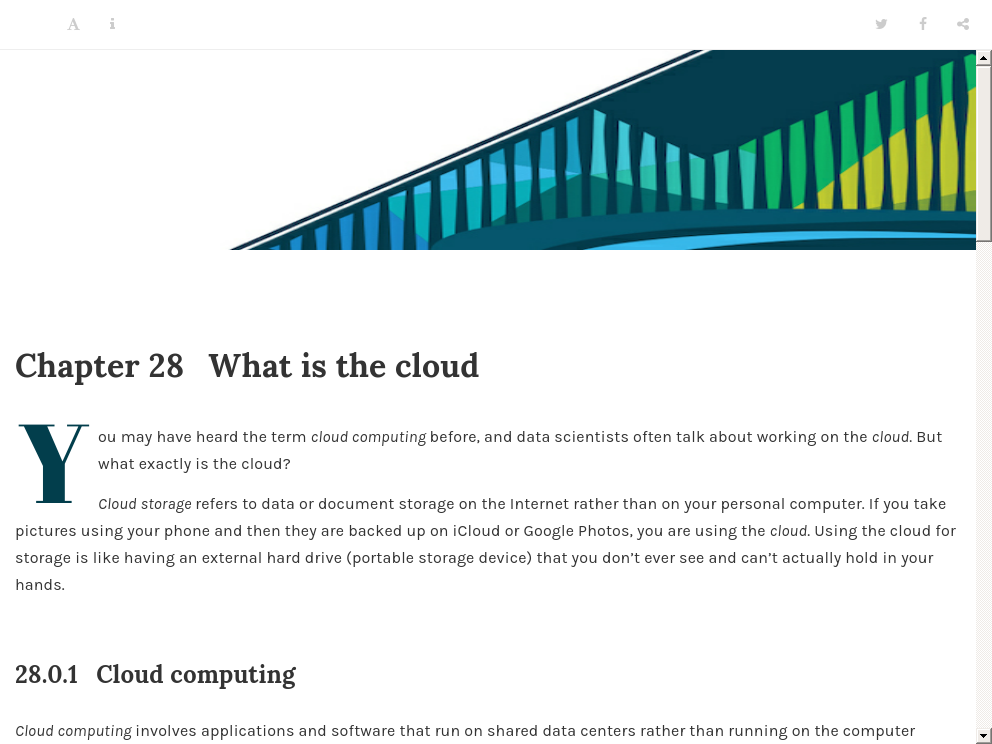 Chapter 28 What is the cloud
You may have heard the term cloud computing before, and data scientists often talk about working on the cloud. But
what exactly is the cloud?
Cloud storage refers to data or document storage on the Internet rather than on your personal computer. If you take
pictures using your phone and then they are backed up on iCloud or Google Photos, you are using the cloud. Using the cloud for
storage is like having an external hard drive (portable storage device) that you don’t ever see and can’t actually hold in your
hands.
28.0.1 Cloud computing
Cloud computing involves applications and software that run on shared data centers rather than running on the computer